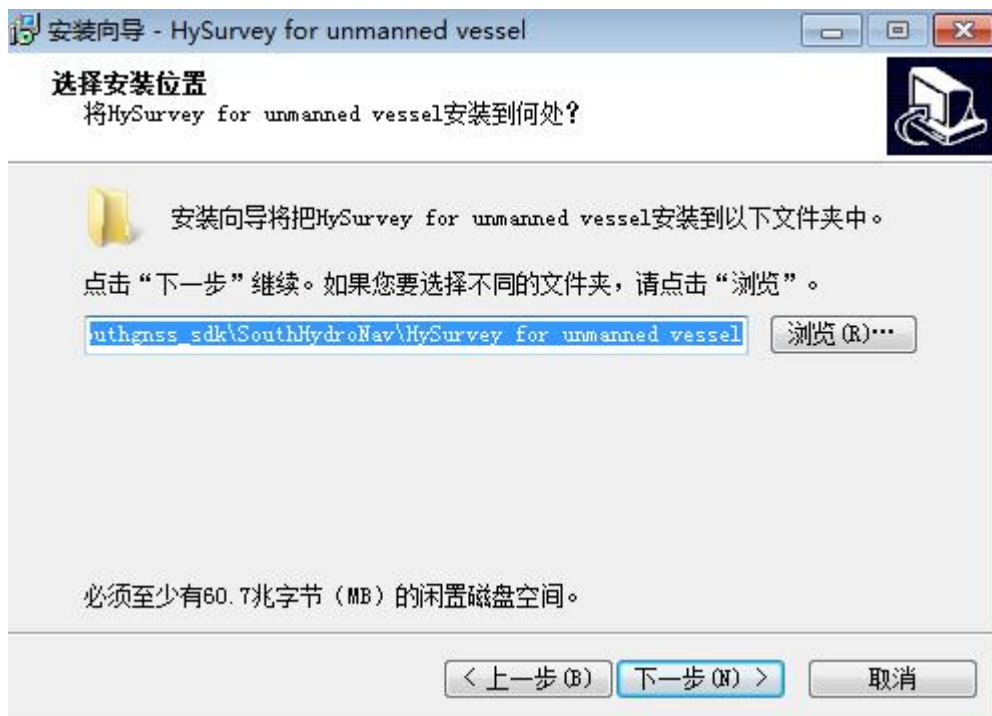 安装向导 - HySurvey for unmanned vessel
选择安装位置
将HySurvey for unmanned vessel安装到何处?
安装向导将把HySurvey for unmanned vessel安装到以下文件夹中。
点击“下一步”继续。如果您要选择不同的文件夹,请点击“浏览”。
uthgnss_sdk\SouthHydroNav\HySurvey for unmanned vessel
浏览(R)…
必须至少有60.7兆字节(MB)的闲置磁盘空间。
< 上一步(B)
下一步(N) >
取消